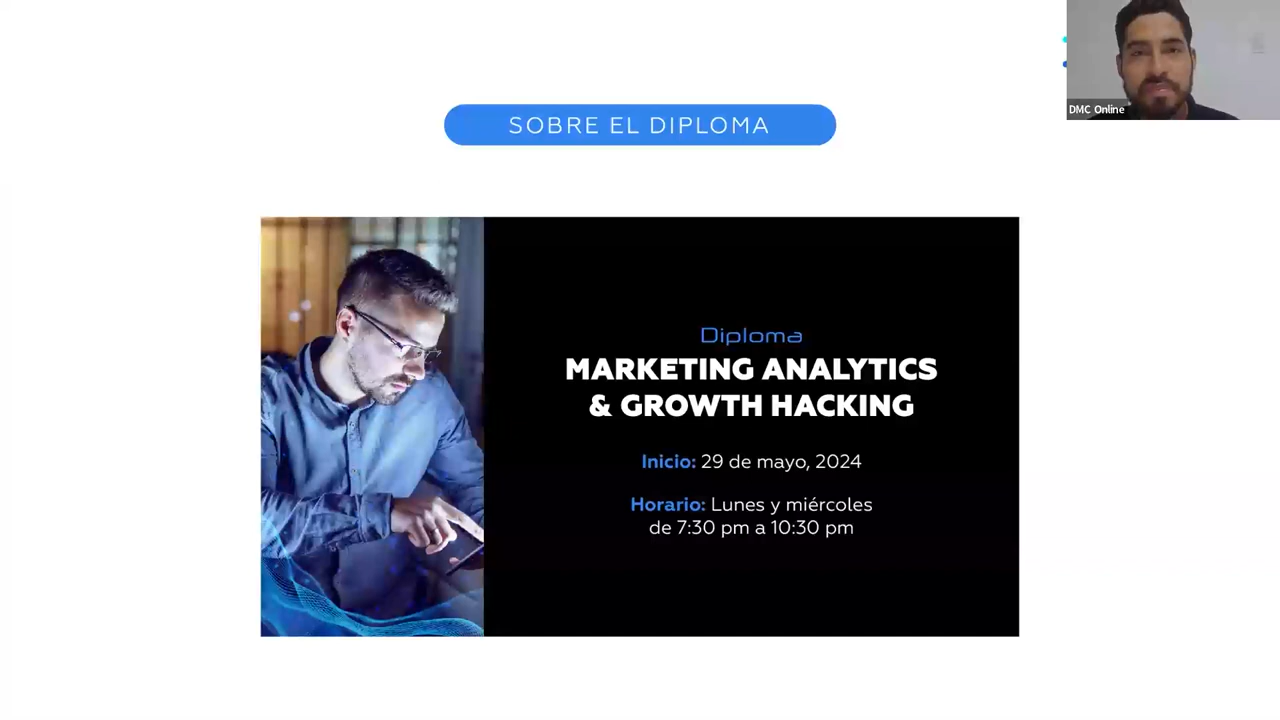 SOBRE EL DIPLOMA
DMC Online
Diploma
MARKETING ANALYTICS
& GROWTH HACKING
Inicio: 29 de mayo, 2024
Horario: Lunes y miércoles
de 7:30 pm a 10:30 pm